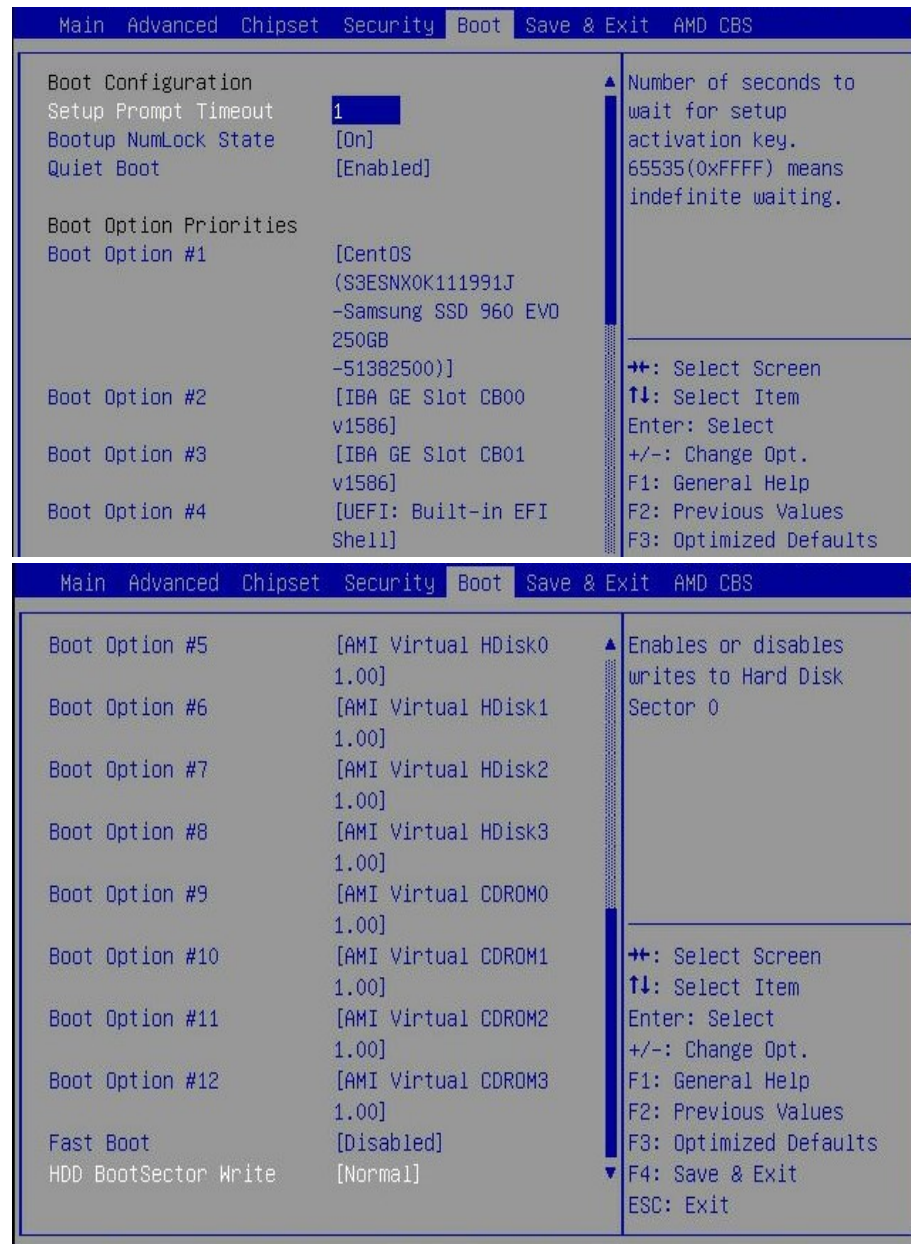 Main Advanced Chipset Security Boot Save & Exit AMD CBS
Boot Configuration
Setup Prompt Timeout 1
Bootup NumLock State [On]
Quiet Boot [Enabled]
Boot Option Priorities
Boot Option #1 [CentOS
(S3ESNX0K111991J
-Samsung SSD 960 EVO
250GB
-51382500)]
Boot Option #2 [IBA GE Slot CB00
v1586]
Boot Option #3 [IBA GE Slot CB01
v1586]
Boot Option #4 [UEFI: Built-in EFI
Shell]
Number of seconds to
wait for setup
activation key.
65535(0xFFFF) means
indefinite waiting.
→←: Select Screen
↑↓: Select Item
Enter: Select
+/-: Change Opt.
F1: General Help
F2: Previous Values
F3: Optimized Defaults
Main Advanced Chipset Security Boot Save & Exit AMD CBS
Boot Option #5 [AMI Virtual HDisk0
1.00]
Boot Option #6 [AMI Virtual HDisk1
1.00]
Boot Option #7 [AMI Virtual HDisk2
1.00]
Boot Option #8 [AMI Virtual HDisk3
1.00]
Boot Option #9 [AMI Virtual CDROM0
1.00]
Boot Option #10 [AMI Virtual CDROM1
1.00]
Boot Option #11 [AMI Virtual CDROM2
1.00]
Boot Option #12 [AMI Virtual CDROM3
1.00]
Fast Boot [Disabled]
HDD BootSector Write [Normal]
Enables or disables
writes to Hard Disk
Sector 0
→←: Select Screen
↑↓: Select Item
Enter: Select
+/-: Change Opt.
F1: General Help
F2: Previous Values
F3: Optimized Defaults
F4: Save & Exit
ESC: Exit